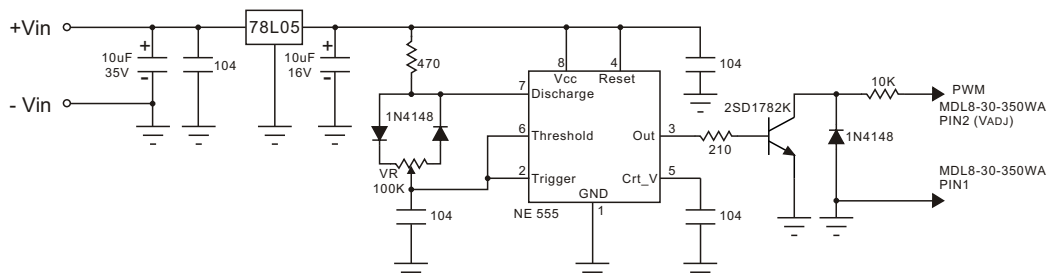 +Vin
78L05
+
10uF
35V
-
104
+
10uF
16V
-
470
8
4
Vcc
Reset
104
7
Discharge
1N4148
6
Threshold
Out
3
210
2SD1782K
10K
PWM
MDL8-30-350WA
PIN2 (VADJ)
1N4148
- Vin
VR
100K
2
Trigger
Crt_V
5
MDL8-30-350WA
PIN1
104
NE 555
GND
1
104